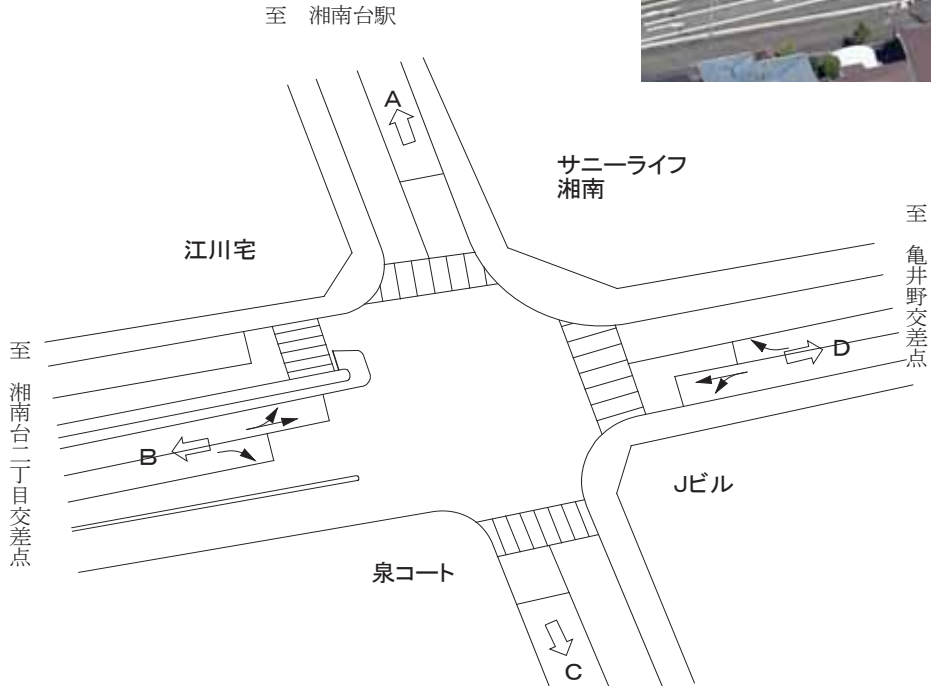 至　湘南台駅
A
サニーライフ
湘南
江川宅
至　亀井野交差点
D
至　湘南台二丁目交差点
B
Jビル
泉コート
C